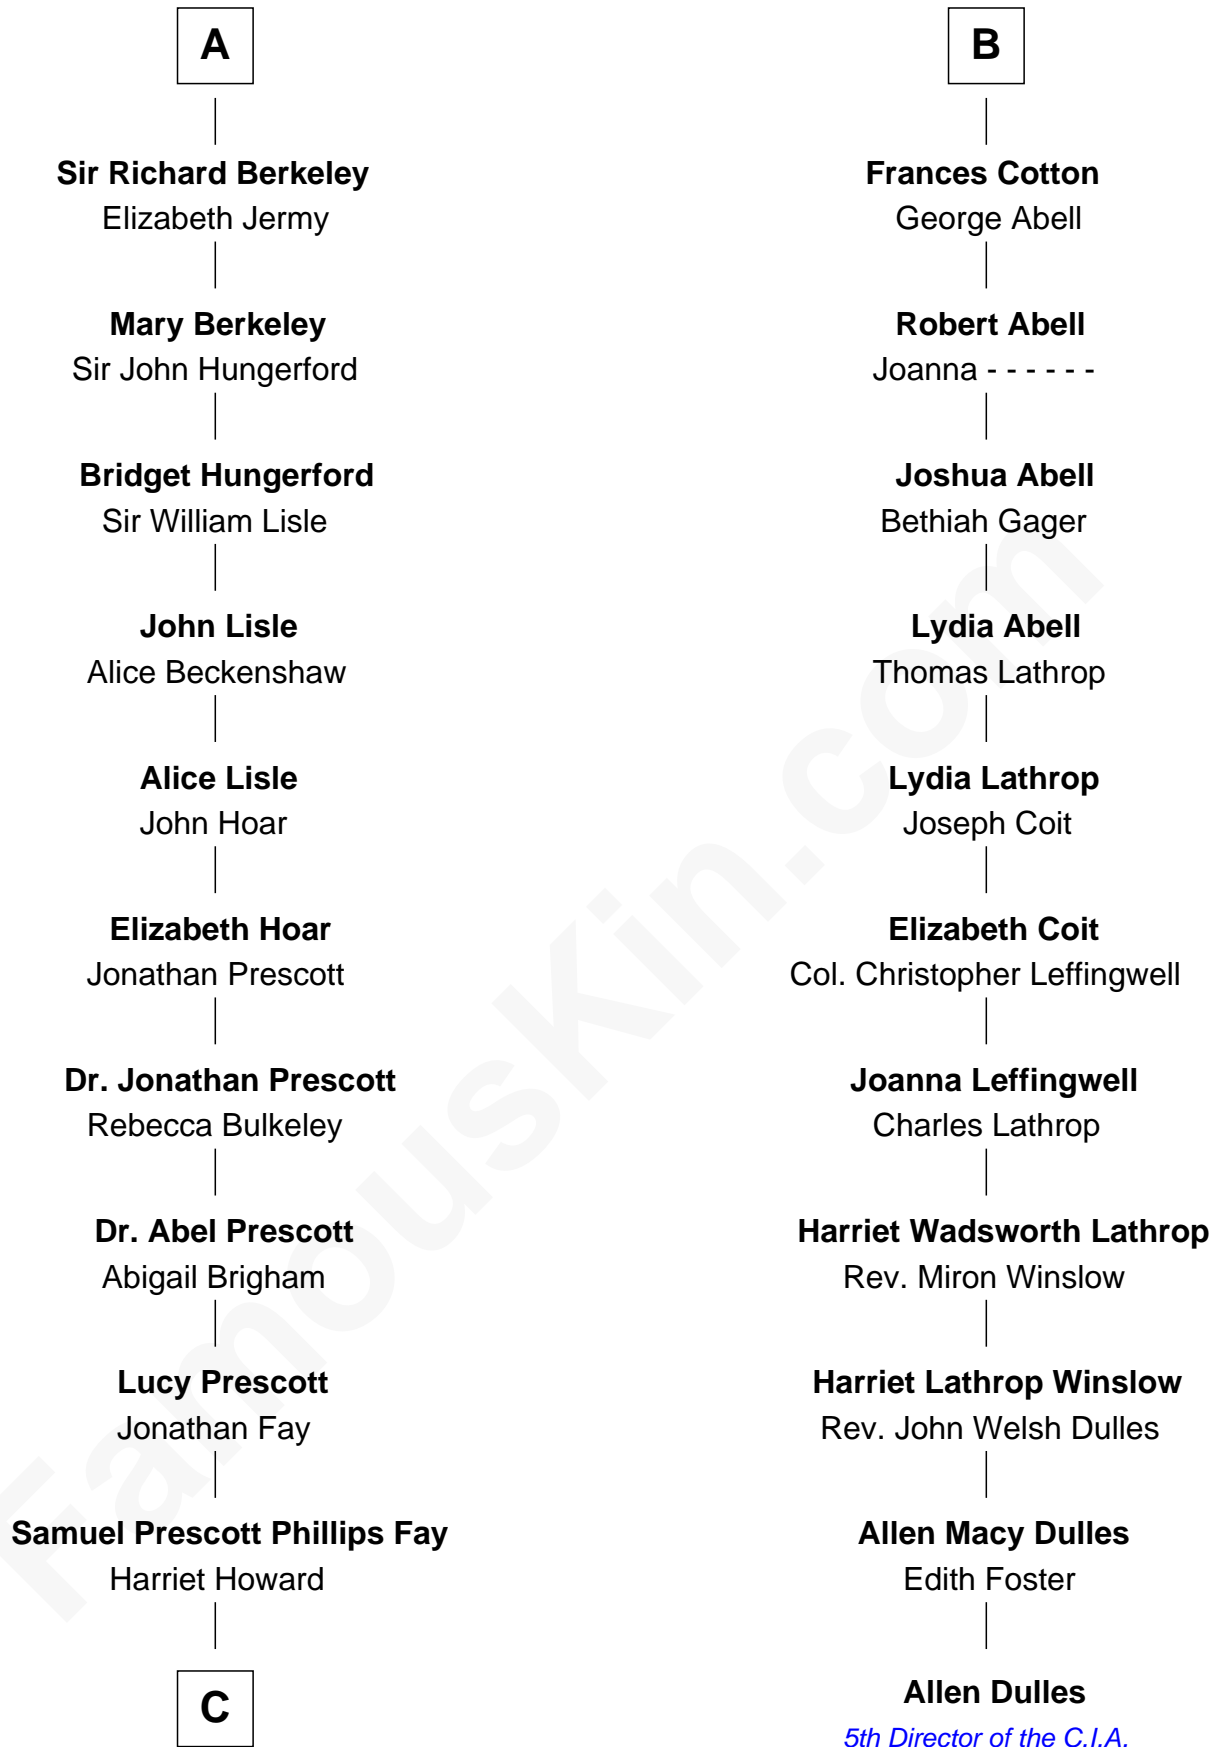 A
Sir Richard Berkeley
Elizabeth Jermy
Mary Berkeley
Sir John Hungerford
Bridget Hungerford
Sir William Lisle
John Lisle
Alice Beckenshaw
Alice Lisle
John Hoar
Elizabeth Hoar
Jonathan Prescott
Dr. Jonathan Prescott
Rebecca Bulkeley
Dr. Abel Prescott
Abigail Brigham
Lucy Prescott
Jonathan Fay
Samuel Prescott Phillips Fay
Harriet Howard
C
B
Frances Cotton
George Abell
Robert Abell
Joanna - - - - - -
Joshua Abell
Bethiah Gager
Lydia Abell
Thomas Lathrop
Lydia Lathrop
Joseph Coit
Elizabeth Coit
Col. Christopher Leffingwell
Joanna Leffingwell
Charles Lathrop
Harriet Wadsworth Lathrop
Rev. Miron Winslow
Harriet Lathrop Winslow
Rev. John Welsh Dulles
Allen Macy Dulles
Edith Foster
Allen Dulles
5th Director of the C.I.A.
FamousKin.com